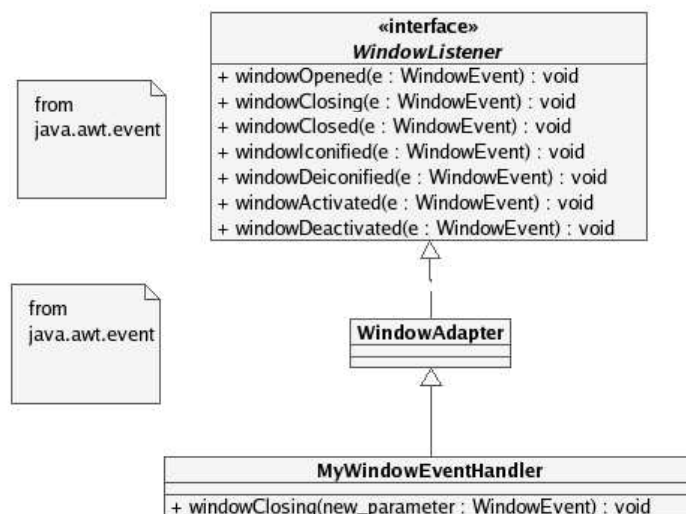 «interface»
WindowListener
+ windowOpened(e : WindowEvent) : void
+ windowClosing(e : WindowEvent) : void
+ windowClosed(e : WindowEvent) : void
+ windowIconified(e : WindowEvent) : void
+ windowDeiconified(e : WindowEvent) : void
+ windowActivated(e : WindowEvent) : void
+ windowDeactivated(e : WindowEvent) : void
from
java.awt.event
from
java.awt.event
WindowAdapter
MyWindowEventHandler
+ windowClosing(new_parameter : WindowEvent) : void